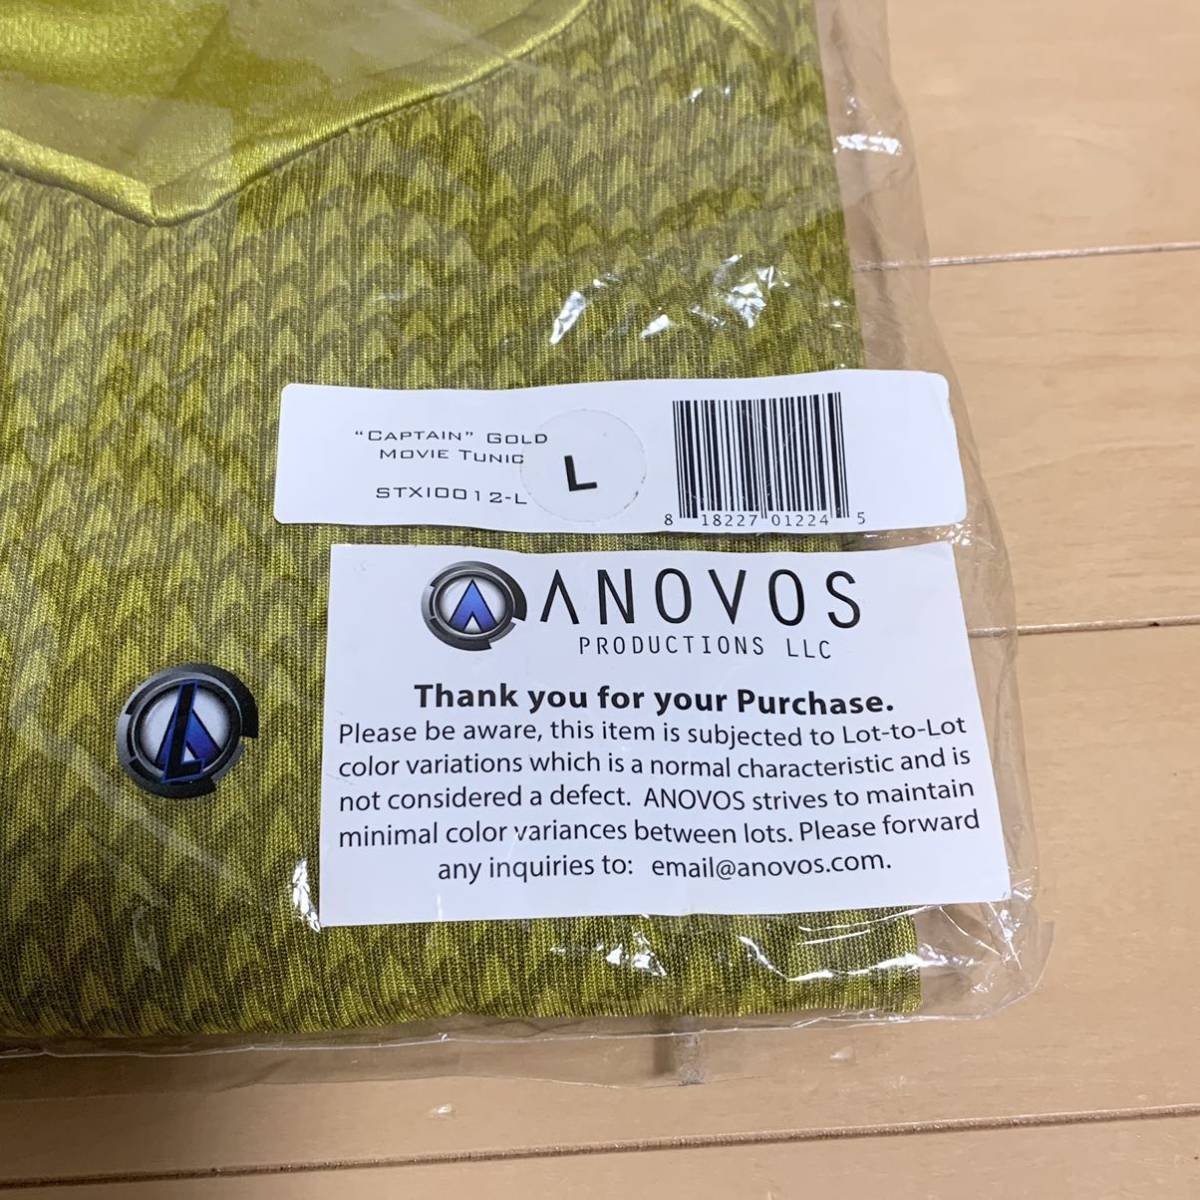 “CAPTAIN” GOLD
MOVIE TUNIC
STXI0012-L
L
8 18227 01224 5
ANOVOS
PRODUCTIONS LLC
Thank you for your Purchase.
Please be aware, this item is subjected to Lot-to-Lot
color variations which is a normal characteristic and is
not considered a defect. ANOVOS strives to maintain
minimal color variances between lots. Please forward
any inquiries to: email@anovos.com.
L